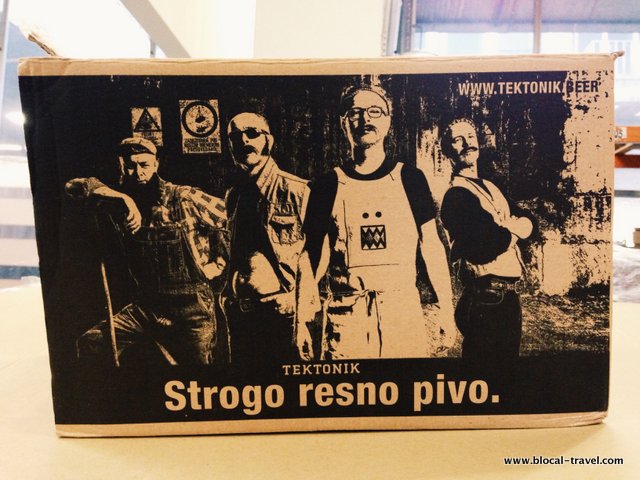 WWW.TEKTONIK.BEER
TEKTONIK
Strogo resno pivo.
www.blocal-travel.com